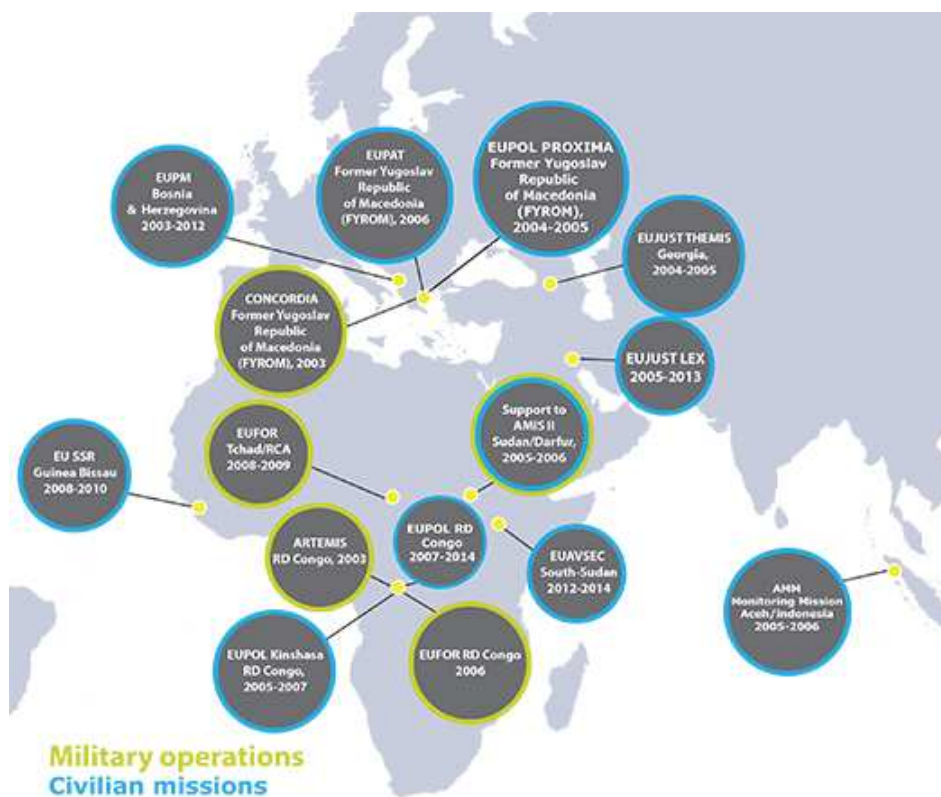 EUPM
Bosnia
& Herzegovina
2003-2012
EUPAT
Former Yugoslav
Republic
of Macedonia
(FYROM), 2006
EUPOL PROXIMA
Former Yugoslav
Republic
of Macedonia
(FYROM),
2004-2005
EUJUST THEMIS
Georgia,
2004-2005
CONCORDIA
Former Yugoslav
Republic
of Macedonia
(FYROM), 2003
EUJUST LEX
2005-2013
Support to
AMIS II
Sudan/Darfur,
2005-2006
EUFOR
Tchad/RCA
2008-2009
EU SSR
Guinea Bissau
2008-2010
ARTEMIS
RD Congo, 2003
EUPOL RD
Congo
2007-2014
EUAVSEC
South-Sudan
2012-2014
AMM
Monitoring Mission
Aceh/Indonesia
2005-2006
EUPOL Kinshasa
RD Congo,
2005-2007
EUFOR RD Congo
2006
Military operations
Civilian missions